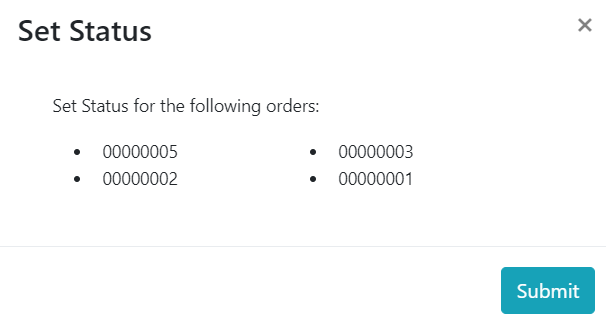 Set Status
×
Set Status for the following orders:
• 00000005
• 00000003
• 00000002
• 00000001
Submit